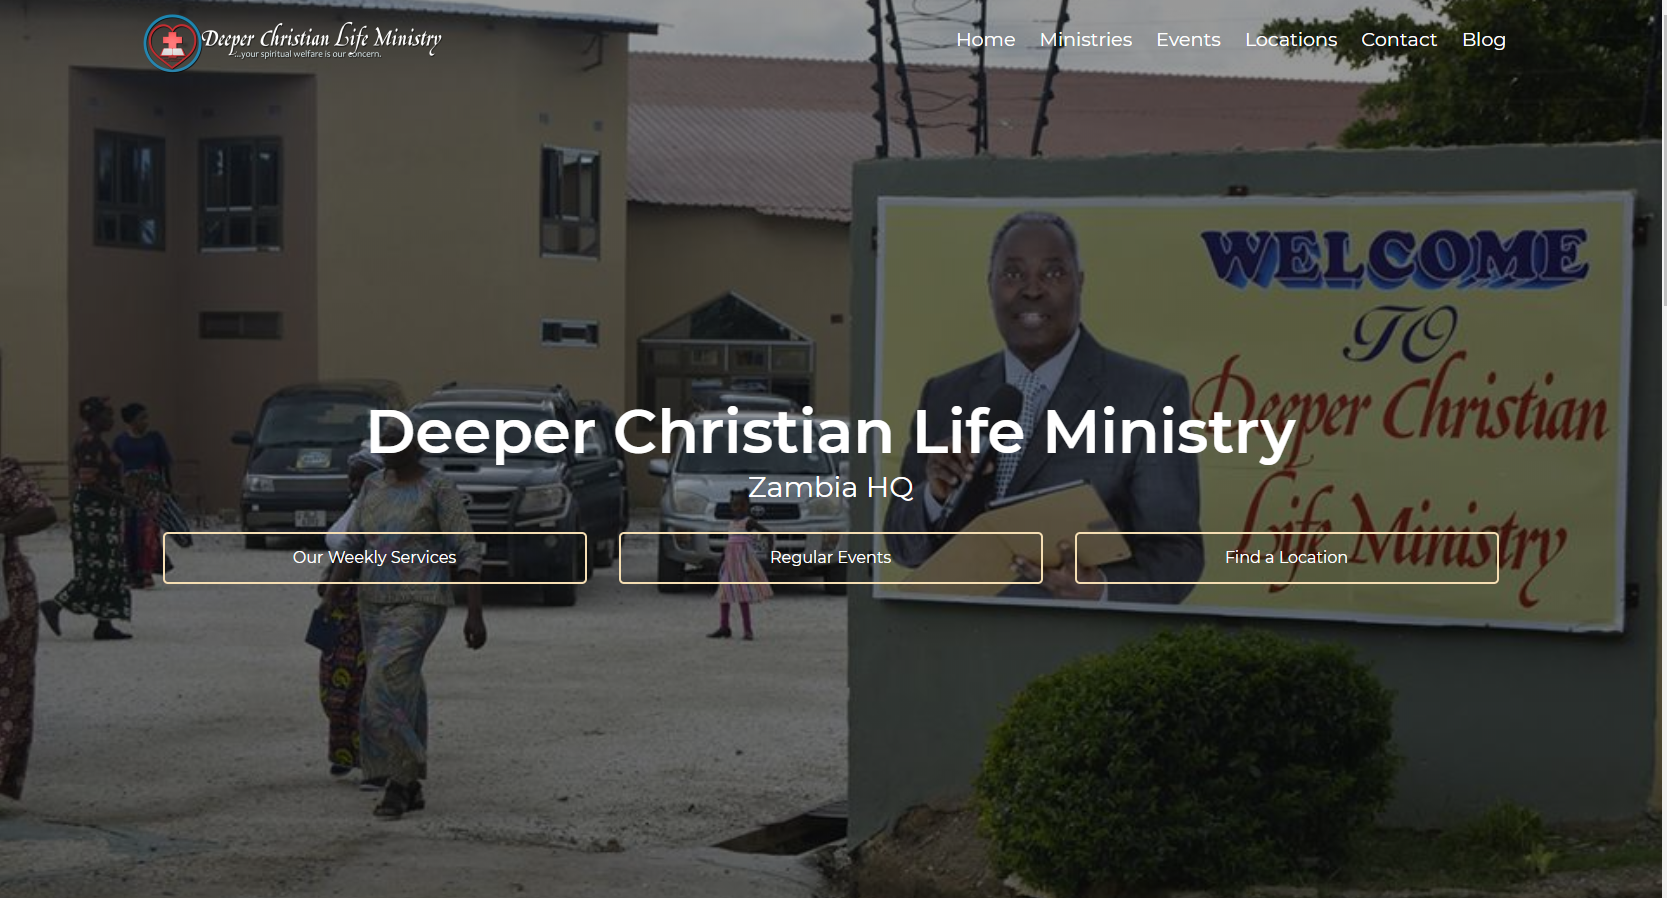 Deeper Christian Life Ministry
...your spiritual welfare is our concern.
Home Ministries Events Locations Contact Blog
WELCOME
TO
Deeper Christian
Life Ministry
Deeper Christian Life Ministry
Zambia HQ
Our Weekly Services
Regular Events
Find a Location